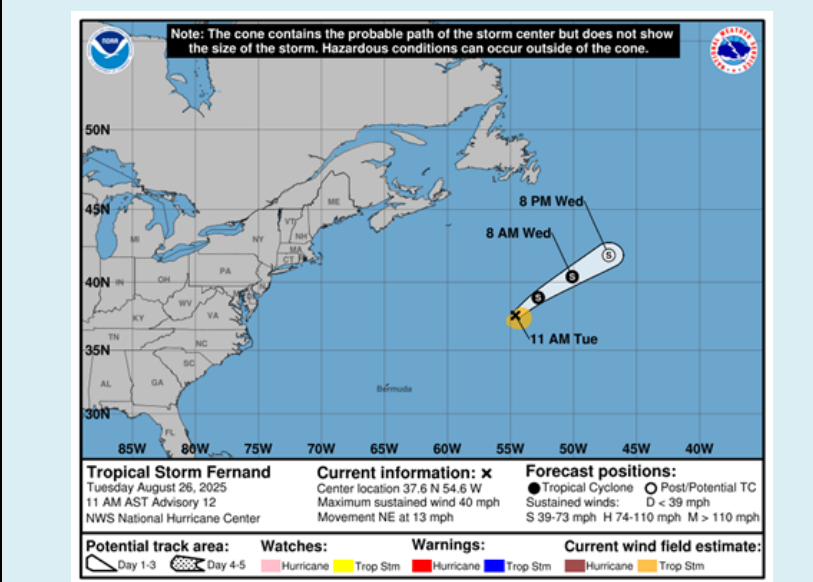 Note: The cone contains the probable path of the storm center but does not show
the size of the storm. Hazardous conditions can occur outside of the cone.
NOAA
50N
45N
40N
35N
30N
ME
VT
NH
MI
NY
MA
CT
RI
PA
IN
OH
WV
VA
KY
TN
NC
SC
AL
GA
FL
8 PM Wed
8 AM Wed
S
S
S
11 AM Tue
Bermuda
85W 80W 75W 70W 65W 60W 55W 50W 45W 40W
Tropical Storm Fernand
Tuesday August 26, 2025
11 AM AST Advisory 12
NWS National Hurricane Center
Current information: x
Center location 37.6 N 54.6 W
Maximum sustained wind 40 mph
Movement NE at 13 mph
Forecast positions:
Tropical Cyclone Post/Potential TC
Sustained winds: D < 39 mph
S 39-73 mph H 74-110 mph M > 110 mph
Potential track area:
Day 1-3 Day 4-5
Watches:
Hurricane Trop Stm
Warnings:
Hurricane Trop Stm
Current wind field estimate:
Hurricane Trop Stm